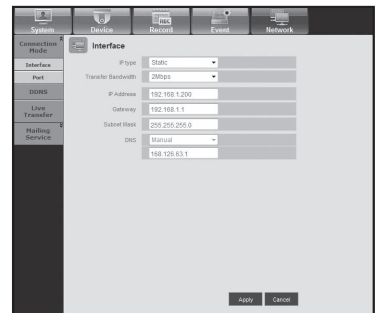 System Device Record Event Network
REC
Connection Mode
Interface
Port
DDNS
Live Transfer
Mailing Service
Interface
IP type Static
Transfer Bandwidth 2Mbps
IP Address 192.168.1.200
Gateway 192.168.1.1
Subnet Mask 255.255.255.0
DNS Manual
168.126.63.1
Apply Cancel